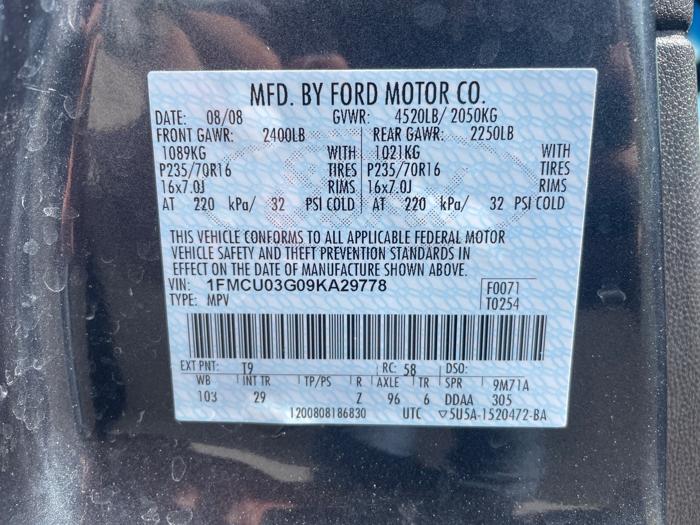 MFD. BY FORD MOTOR CO.
DATE: 08/08 GVWR: 4520LB/ 2050KG
FRONT GAWR: 2400LB REAR GAWR: 2250LB
1089KG WITH 1021KG WITH
P235/70R16 TIRES P235/70R16 TIRES
16x7.0J RIMS 16x7.0J RIMS
AT 220 kPa/ 32 PSI COLD AT 220 kPa/ 32 PSI COLD
THIS VEHICLE CONFORMS TO ALL APPLICABLE FEDERAL MOTOR
VEHICLE SAFETY AND THEFT PREVENTION STANDARDS IN
EFFECT ON THE DATE OF MANUFACTURE SHOWN ABOVE.
VIN: 1FMCU03G09KA29778 F0071
TYPE: MPV T0254
EXT PNT: T9 RC: 58 DSO:
WB INT TR TP/PS R AXLE TR SPR 9M71A
103 29 Z 96 6 DDAA 305
1200808186830 UTC ▽5U5A-1520472-BA